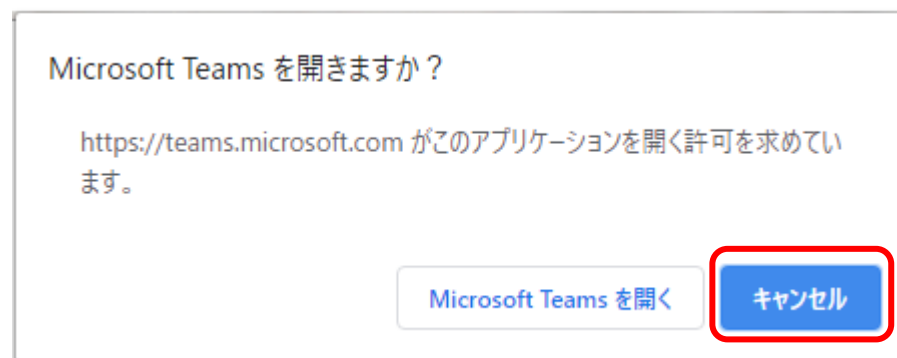 Microsoft Teams を開きますか？
https://teams.microsoft.com がこのアプリケーションを開く許可を求めてい
ます。
Microsoft Teams を開く
キャンセル